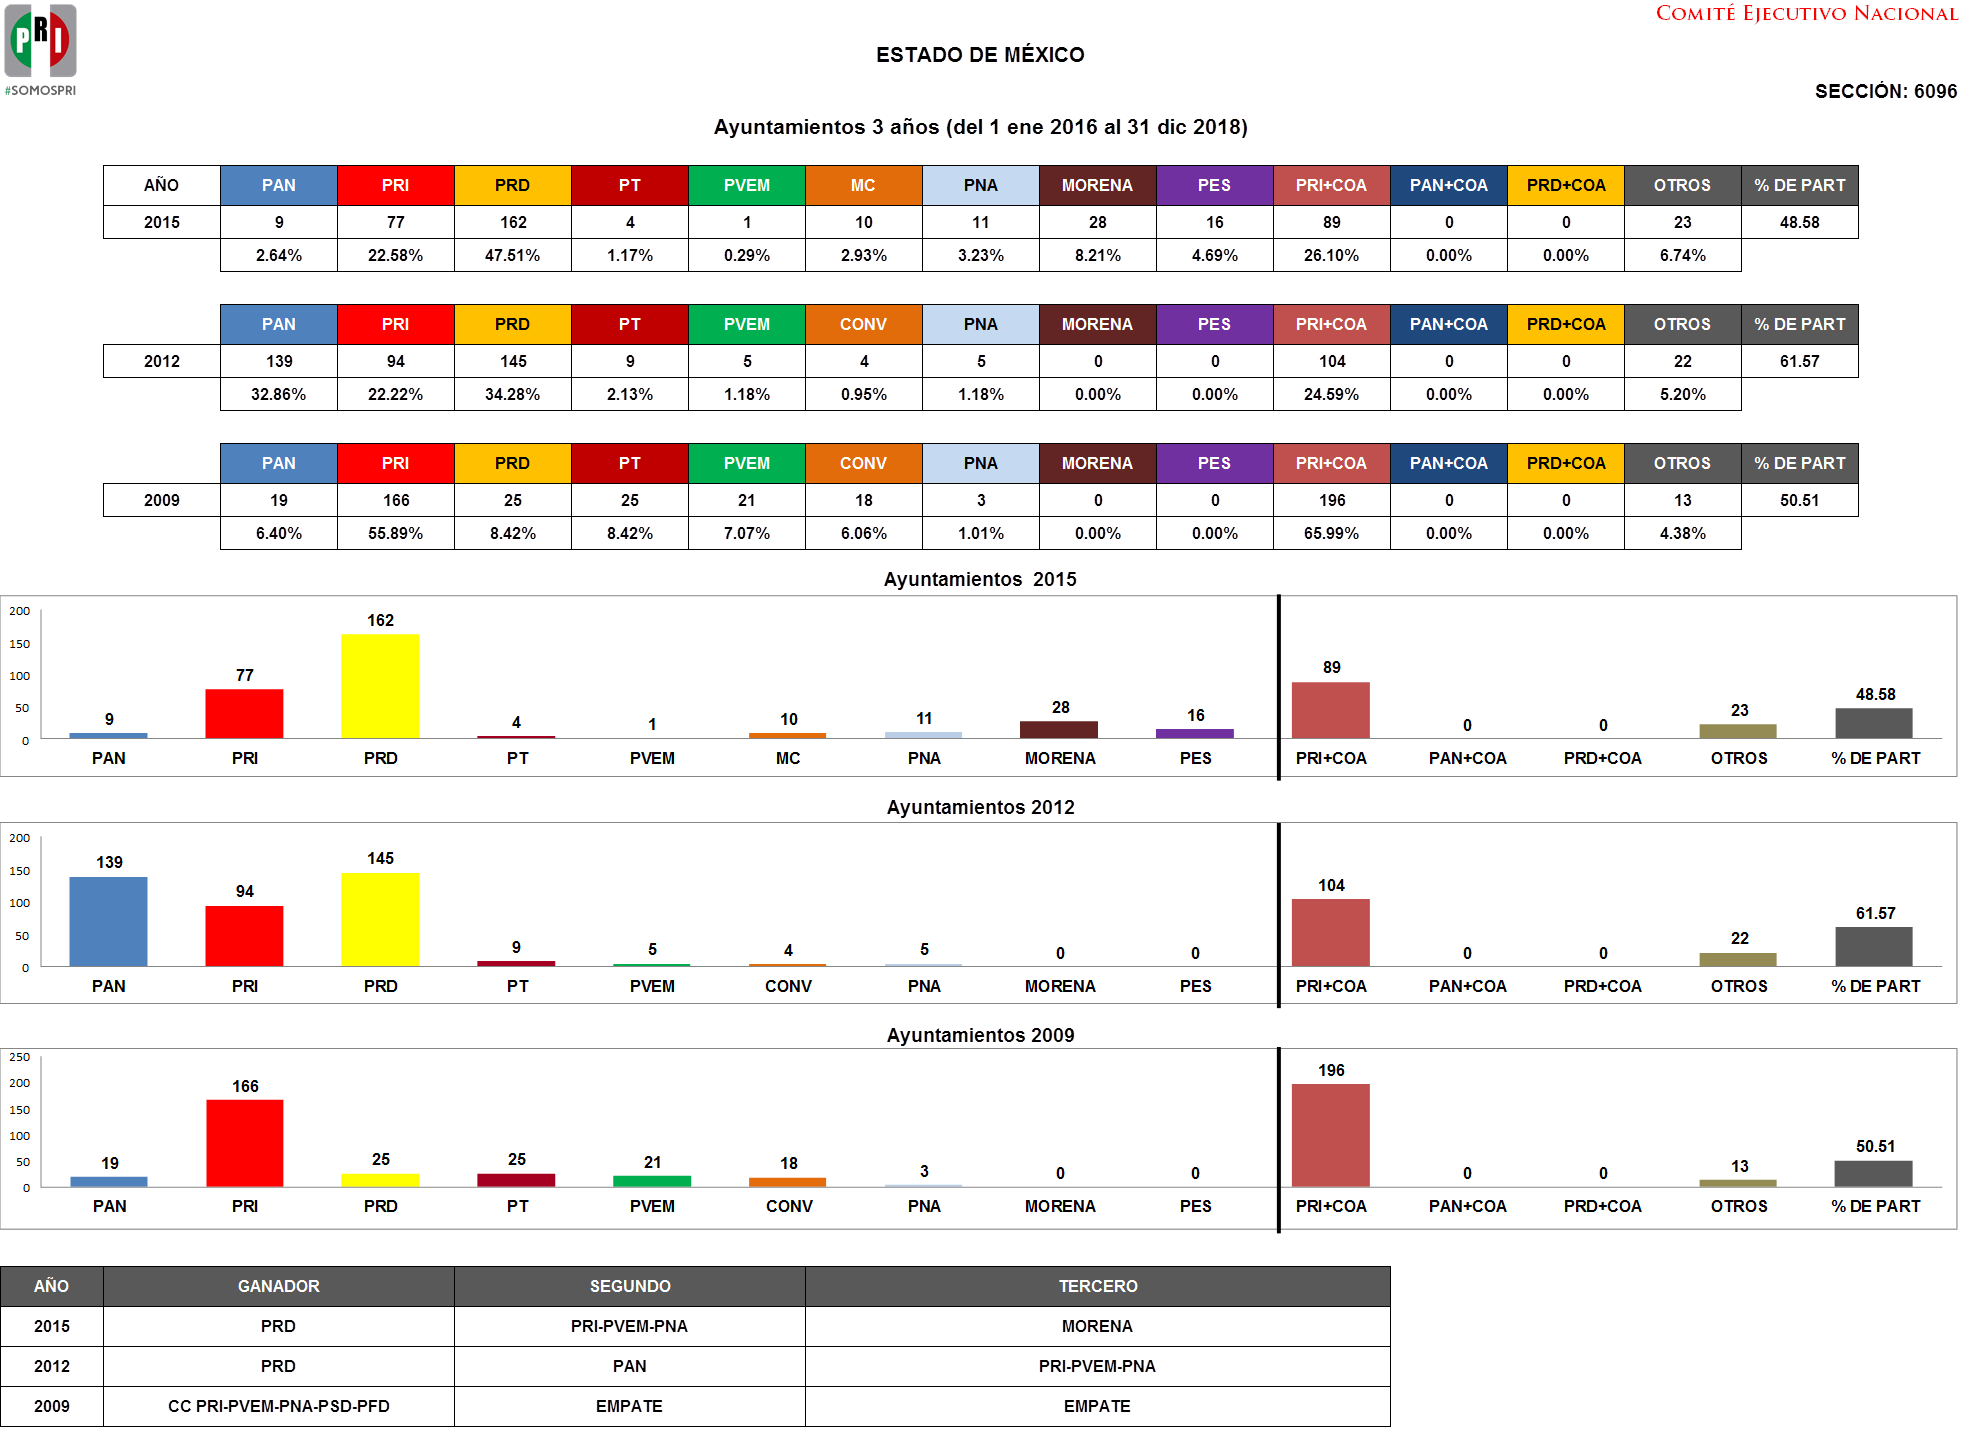 PRI
#SOMOSPRI
COMITÉ EJECUTIVO NACIONAL
ESTADO DE MÉXICO
SECCIÓN: 6096
Ayuntamientos 3 años (del 1 ene 2016 al 31 dic 2018)
AÑO PAN PRI PRD PT PVEM MC PNA MORENA PES PRI+COA PAN+COA PRD+COA OTROS % DE PART
2015 9 77 162 4 1 10 11 28 16 89 0 0 23 48.58
2.64% 22.58% 47.51% 1.17% 0.29% 2.93% 3.23% 8.21% 4.69% 26.10% 0.00% 0.00% 6.74%
PAN PRI PRD PT PVEM CONV PNA MORENA PES PRI+COA PAN+COA PRD+COA OTROS % DE PART
2012 139 94 145 9 5 4 5 0 0 104 0 0 22 61.57
32.86% 22.22% 34.28% 2.13% 1.18% 0.95% 1.18% 0.00% 0.00% 24.59% 0.00% 0.00% 5.20%
PAN PRI PRD PT PVEM CONV PNA MORENA PES PRI+COA PAN+COA PRD+COA OTROS % DE PART
2009 19 166 25 25 21 18 3 0 0 196 0 0 13 50.51
6.40% 55.89% 8.42% 8.42% 7.07% 6.06% 1.01% 0.00% 0.00% 65.99% 0.00% 0.00% 4.38%
Ayuntamientos 2015
200
150
100
50
0
9 77 162 4 1 10 11 28 16 89 0 0 23 48.58
PAN PRI PRD PT PVEM MC PNA MORENA PES PRI+COA PAN+COA PRD+COA OTROS % DE PART
Ayuntamientos 2012
200
150
100
50
0
139 94 145 9 5 4 5 0 0 104 0 0 22 61.57
PAN PRI PRD PT PVEM CONV PNA MORENA PES PRI+COA PAN+COA PRD+COA OTROS % DE PART
Ayuntamientos 2009
250
200
150
100
50
0
19 166 25 25 21 18 3 0 0 196 0 0 13 50.51
PAN PRI PRD PT PVEM CONV PNA MORENA PES PRI+COA PAN+COA PRD+COA OTROS % DE PART
AÑO GANADOR SEGUNDO TERCERO
2015 PRD PRI-PVEM-PNA MORENA
2012 PRD PAN PRI-PVEM-PNA
2009 CC PRI-PVEM-PNA-PSD-PFD EMPATE EMPATE